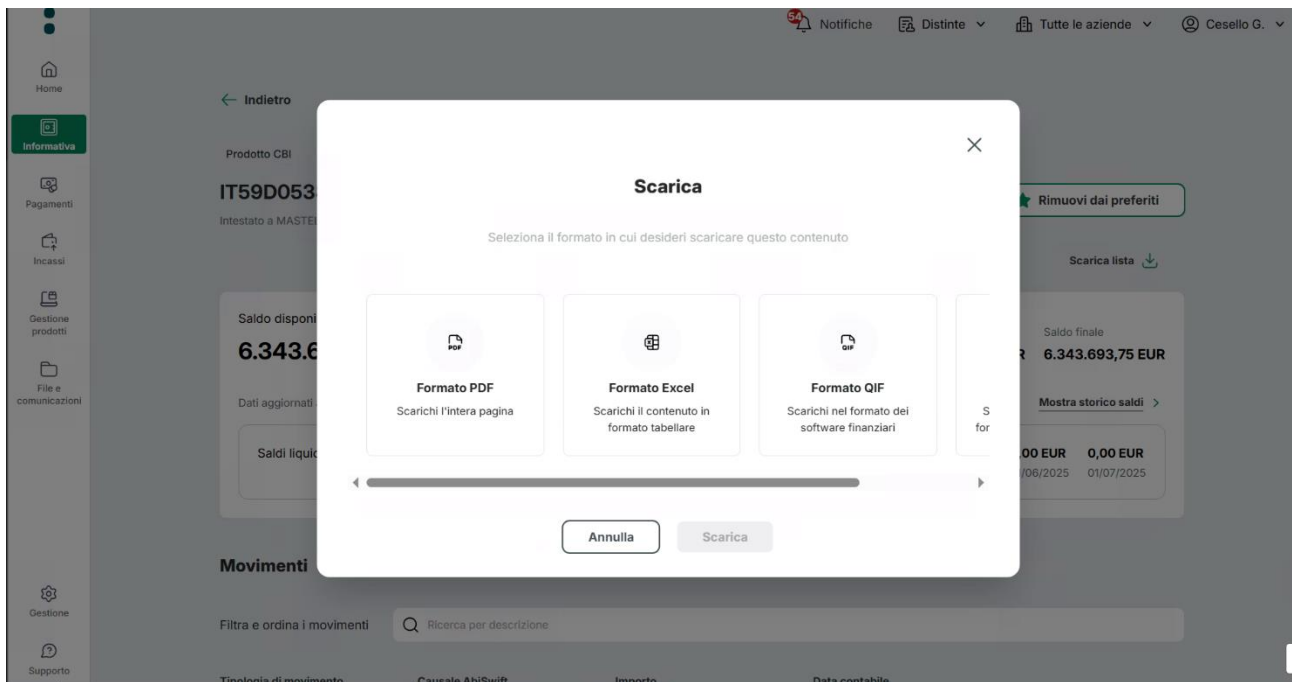 54
Notifiche
Distinte
Tutte le aziende
Cesello G.
Home
Informativa
Pagamenti
Incassi
Gestione
prodotti
File e
comunicazioni
Gestione
Supporto
Indietro
Prodotto CBI
IT59D053
Intestato a
Rimuovi dai preferiti
Scarica lista
Saldo
6.343.6
Dati aggiornati
Saldi
Saldo finale
6.343.693,75 EUR
Mostra storico saldi
,00 EUR 0,00 EUR
/06/2025 01/07/2025
Scarica
Seleziona il formato in cui desideri scaricare questo contenuto
PDF
Formato PDF
Scarichi l'intera pagina
Formato Excel
Scarichi il contenuto in
formato tabellare
QIF
Formato QIF
Scarichi nel formato dei
software finanziari
S
for
Annulla
Scarica
Movimenti
Filtra e ordina i movimenti
Ricerca per descrizione
Tipologia di movimento Causale AbiSwift Importo Data contabile